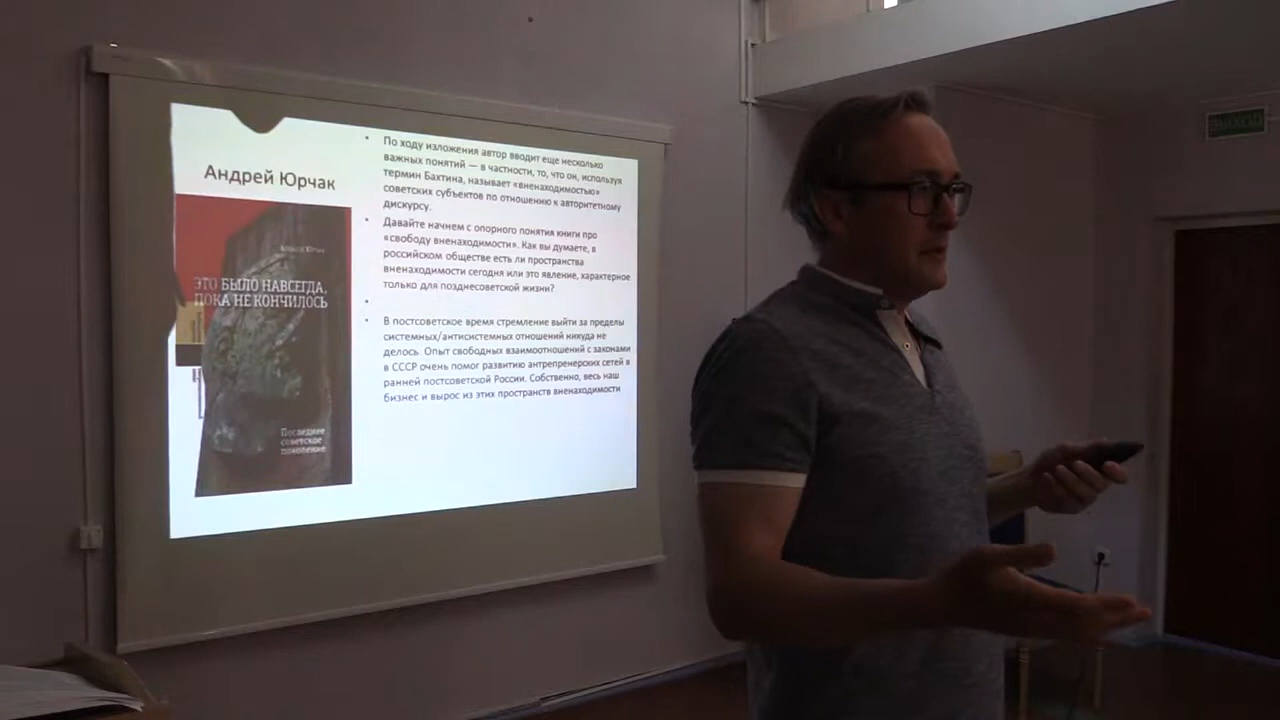 Андрей Юрчак
Андрей Юрчак
ЭТО БЫЛО НАВСЕГДА,
ПОКА НЕ КОНЧИЛОСЬ
Последнее
советское
поколение
• По ходу изложения автор вводит еще несколько
важных понятий — в частности, то, что он, используя
термин Бахтина, называет «вненаходимостью»
советских субъектов по отношению к авторитетному
дискурсу.
• Давайте начнем с опорного понятия книги про
«свободу вненаходимости». Как вы думаете, в
российском обществе есть ли пространства
вненаходимости сегодня или это явление, характерное
только для позднесоветской жизни?
•
• В постсоветское время стремление выйти за пределы
системных/антисистемных отношений никуда не
делось. Опыт свободных взаимоотношений с законами
в СССР очень помог развитию антрепренерских сетей в
ранней постсоветской России. Собственно, весь наш
бизнес и вырос из этих пространств вненаходимости
ВЫХОД